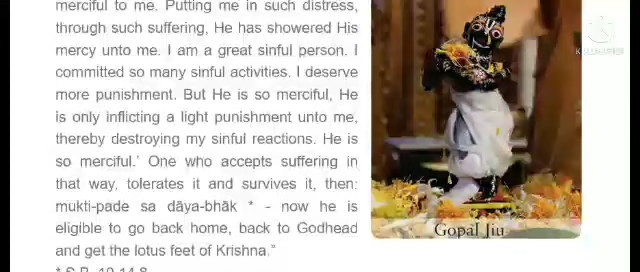 merciful to me. Putting me in such distress,
through such suffering, He has showered His
mercy unto me. I am a great sinful person. I
committed so many sinful activities. I deserve
more punishment. But He is so merciful, He
is only inflicting a light punishment unto me,
thereby destroying my sinful reactions. He is
so merciful.' One who accepts suffering in
that way, tolerates it and survives it, then:
mukti-pade sa dāya-bhāk * - now he is
eligible to go back home, back to Godhead
and get the lotus feet of Krishna."
Gopal Jiu